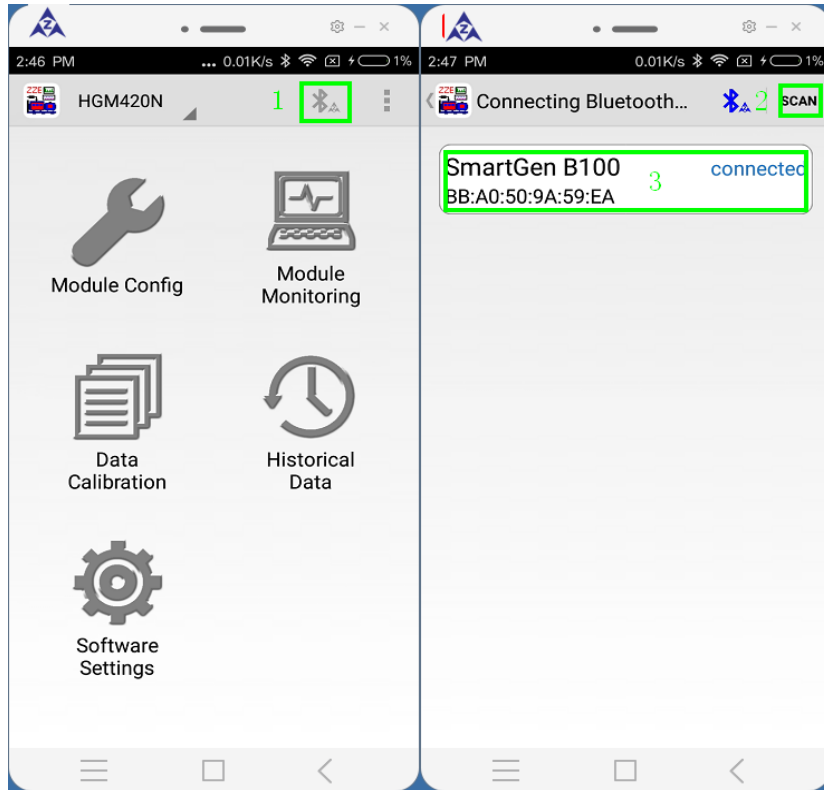 2:46 PM ... 0.01K/s 1%
HGM420N 1
Module Config
Module
Monitoring
Data
Calibration
Historical
Data
Software
Settings
2:47 PM 0.01K/s 1%
Connecting Bluetooth... 2 SCAN
SmartGen B100 connected
3
BB:A0:50:9A:59:EA